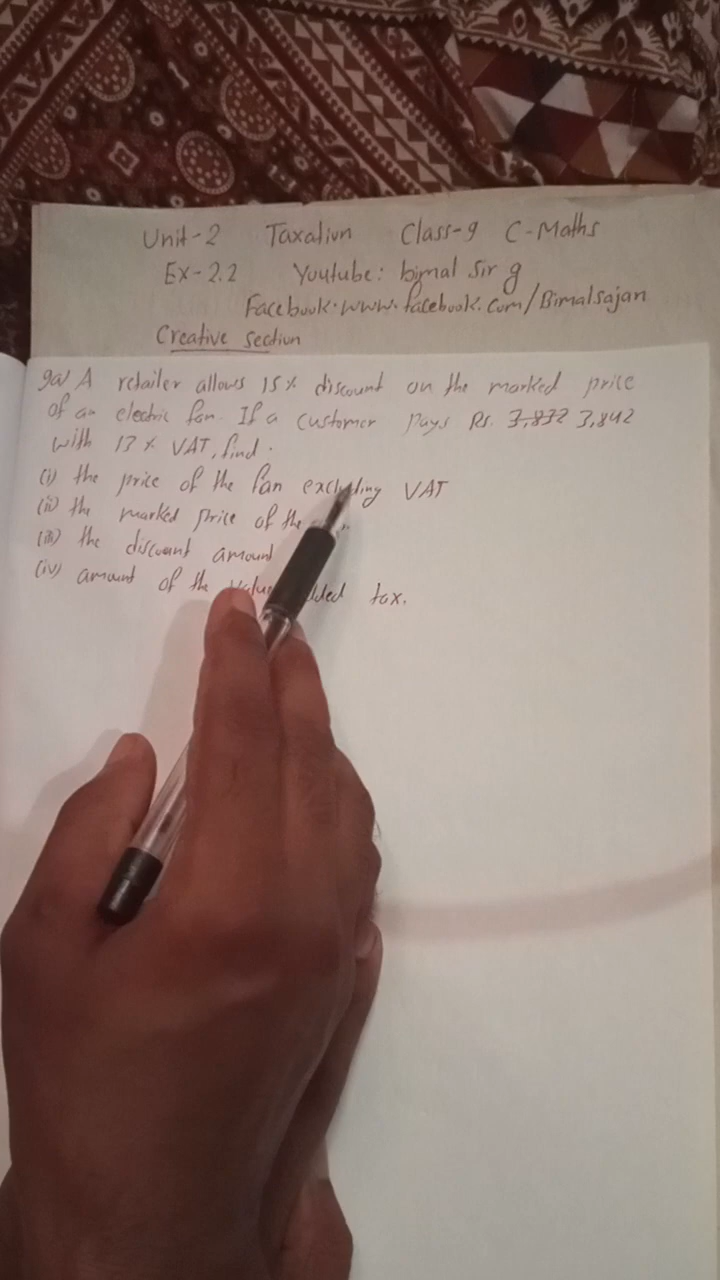 Unit-2 Taxation Class-9 C-Maths
Ex-2.2 Youtube: bimal sir g
Facebook.www.facebook.com/Bimalsajan
Creative section
9a) A retailer allows 15% discount on the marked price
of an electric fan. If a customer pays Rs. 3,842
with 13% VAT, find.
(i) the price of the fan excluding VAT
(ii) the marked price of the
(iii) the discount amount
(iv) amount of the tax.